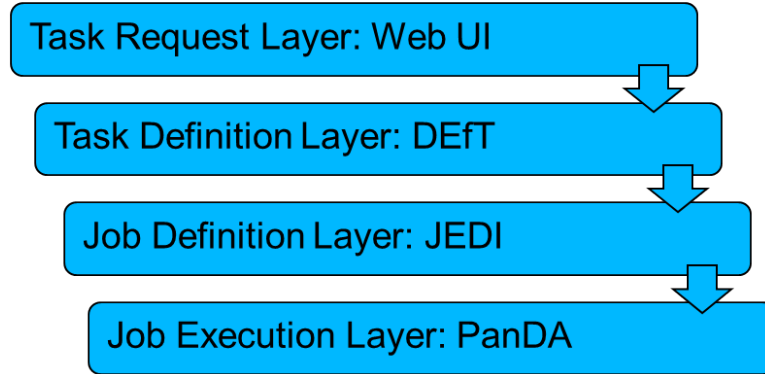 Task Request Layer: Web UI
Task Definition Layer: DEfT
Job Definition Layer: JEDI
Job Execution Layer: PanDA